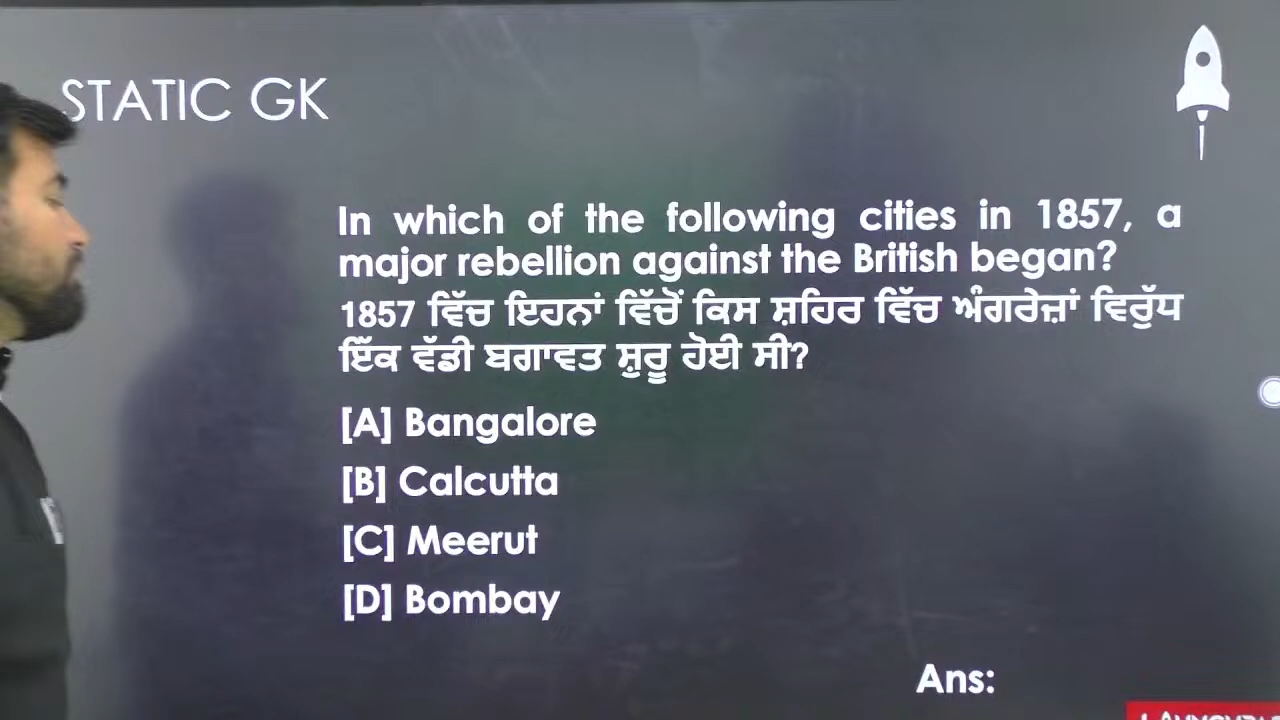 STATIC GK
In which of the following cities in 1857, a
major rebellion against the British began?
1857 ਵਿੱਚ ਇਹਨਾਂ ਵਿੱਚੋਂ ਕਿਸ ਸ਼ਹਿਰ ਵਿੱਚ ਅੰਗਰੇਜ਼ਾਂ ਵਿਰੁੱਧ
ਇੱਕ ਵੱਡੀ ਬਗਾਵਤ ਸ਼ੁਰੂ ਹੋਈ ਸੀ?
[A] Bangalore
[B] Calcutta
[C] Meerut
[D] Bombay
Ans: